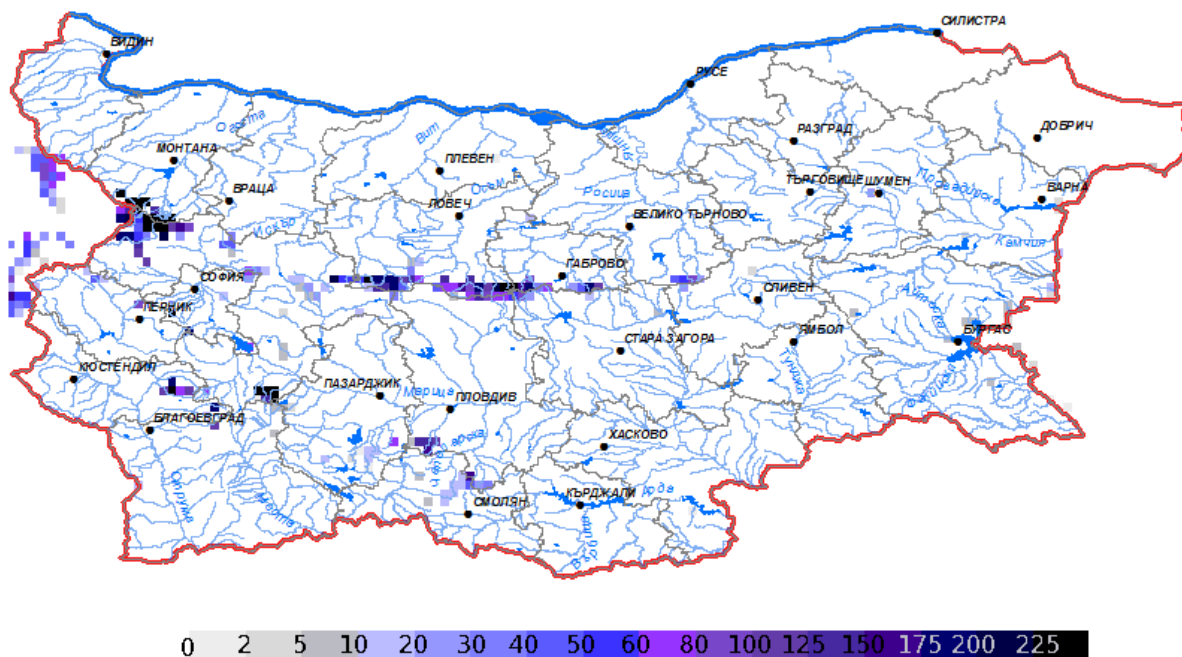 СИЛИСТРА
ВИДИН
РУСЕ
Огоста
Вит
РАЗГРАД
ДОБРИЧ
МОНТАНА
ПЛЕВЕН
ВРАЦА
Осъм
Росица
ТЪРГОВИЩЕ
ШУМЕН
ВАРНА
ЛОВЕЧ
ВЕЛИКО ТЪРНОВО
Искър
Камчия
СОФИЯ
ГАБРОВО
СЛИВЕН
ПЕРНИК
СТАРА ЗАГОРА
ЯМБОЛ
БУРГАС
КЮСТЕНДИЛ
ПАЗАРДЖИК
Марица
ПЛОВДИВ
Тунджа
БЛАГОЕВГРАД
ХАСКОВО
Струма
Места
СМОЛЯН
КЪРДЖАЛИ
0 2 5 10 20 30 40 50 60 80 100 125 150 175 200 225